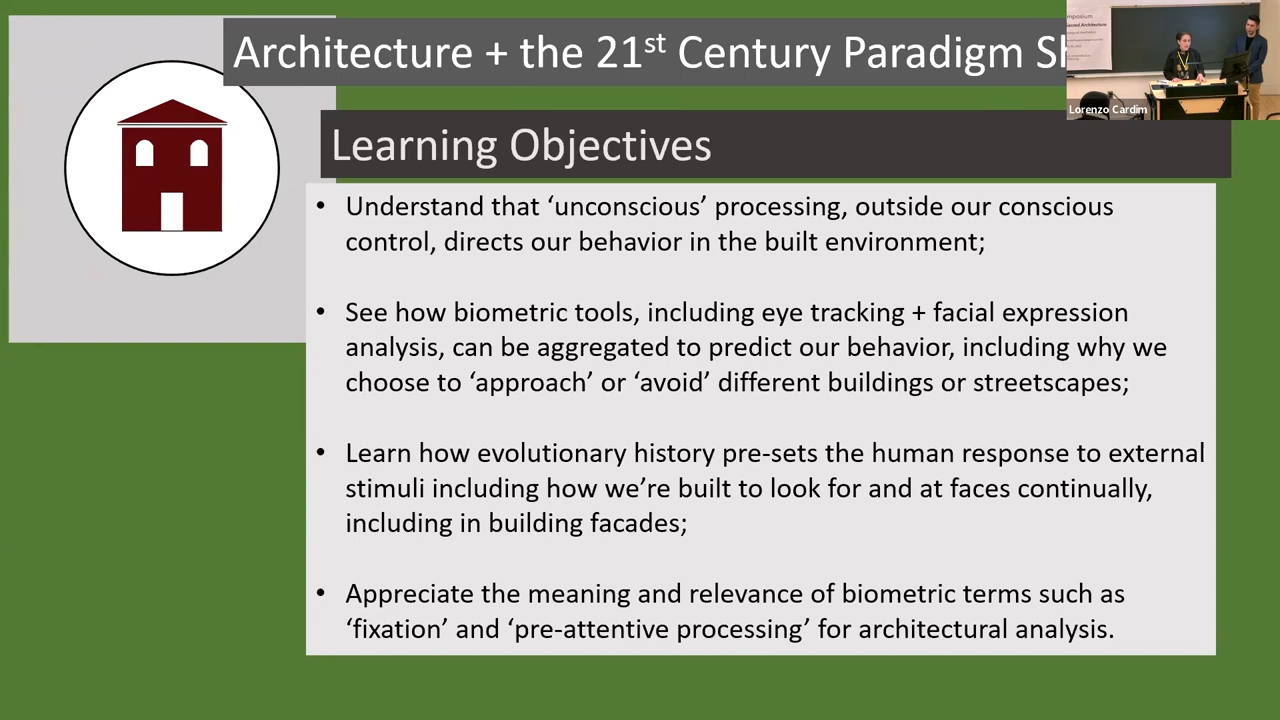 Architecture + the 21st Century Paradigm
Learning Objectives
• Understand that ‘unconscious’ processing, outside our conscious
control, directs our behavior in the built environment;
• See how biometric tools, including eye tracking + facial expression
analysis, can be aggregated to predict our behavior, including why we
choose to ‘approach’ or ‘avoid’ different buildings or streetscapes;
• Learn how evolutionary history pre-sets the human response to external
stimuli including how we’re built to look for and at faces continually,
including in building facades;
• Appreciate the meaning and relevance of biometric terms such as
‘fixation’ and ‘pre-attentive processing’ for architectural analysis.
mposium
Sacred Architecture
Lorenzo Cardim